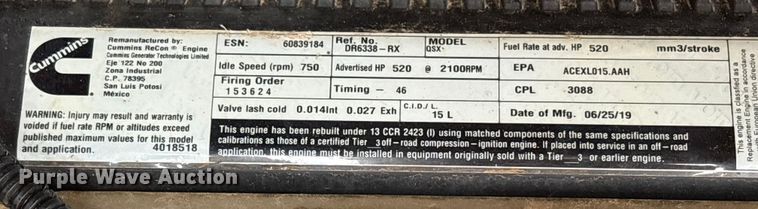 Cummins
Remanufactured by:
Cummins ReCon ® Engine
Cummins Generator Technologies Limited
Eje 122 No 200
Zona Industrial
C.P. 78395
San Luis Potosi
México
WARNING: Injury may result and warranty is
voided if fuel rate RPM or altitudes exceed
published maximum values for this model
and application. 4018518
ESN: 60839184
Ref. No.
DR6338-RX
MODEL
QSX
Fuel Rate at adv. HP 520 mm3/stroke
Idle Speed (rpm) 750
Advertised HP 520 @ 2100RPM
EPA ACEXL015.AAH
Firing Order
1 5 3 6 2 4
Timing - 46
CPL 3088
Valve lash cold 0.014Int 0.027 Exh
C.I.D./L.
15 L
Date of Mfg. 06/25/19
This engine has been rebuilt under 13 CCR 2423 (l) using matched components of the same specifications and
calibrations as those of a certified Tier 3 off-road compression-ignition engine. If placed into service in an off-road
application, this engine must be installed in equipment originally sold with a Tier 3 or earlier engine.
This engine is classified as a
Replacement Engine in accordance
with European Union directive
Purple Wave Auction